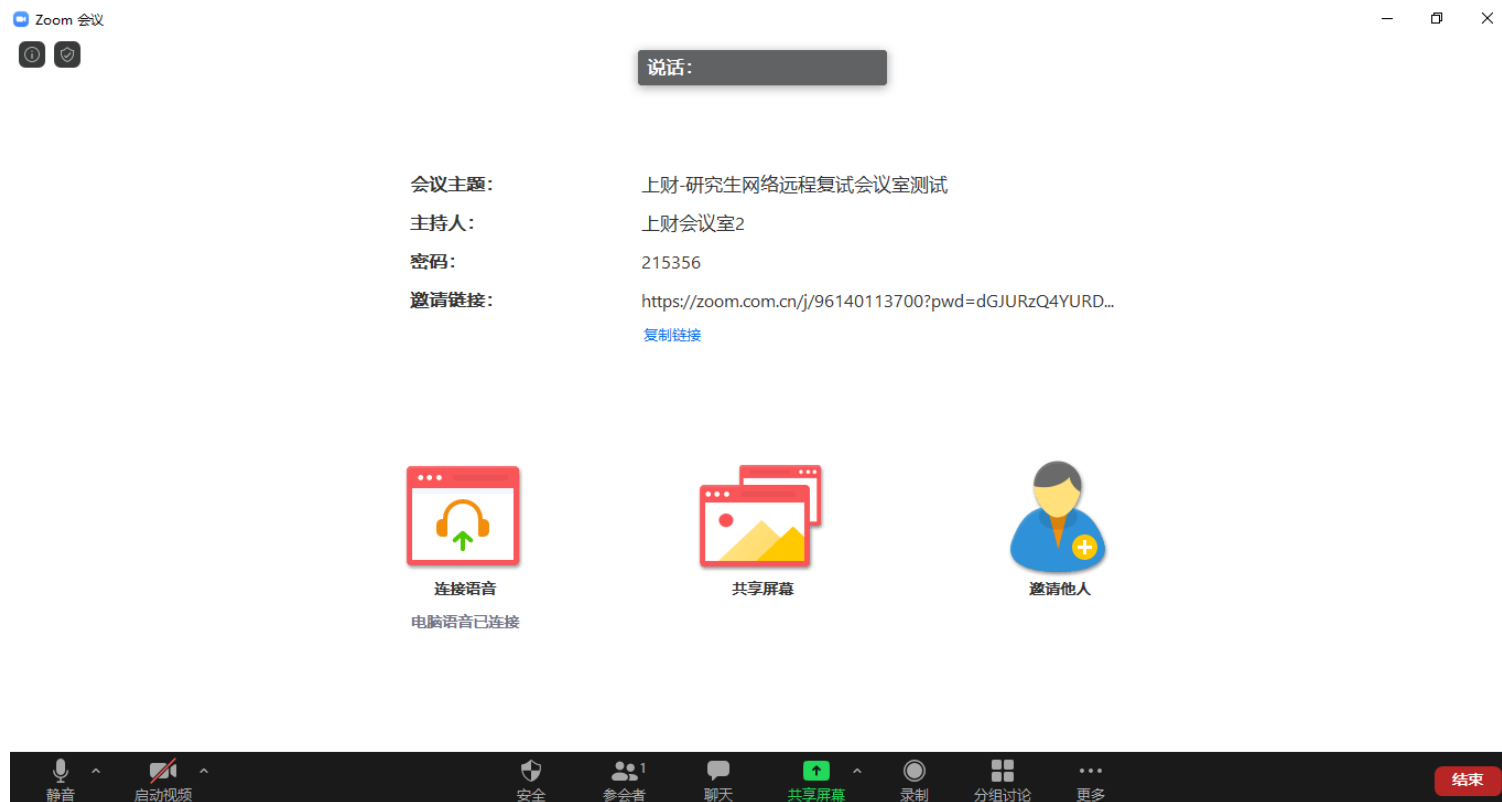 Zoom 会议
说话：
会议主题： 上财-研究生网络远程复试会议室测试
主持人： 上财会议室2
密码： 215356
邀请链接： https://zoom.com.cn/j/96140113700?pwd=dGJURzQ4YURD...
复制链接
连接语音 共享屏幕 邀请他人
电脑语音已连接
静音 启动视频 安全 参会者 1 聊天 共享屏幕 录制 分组讨论 更多 结束